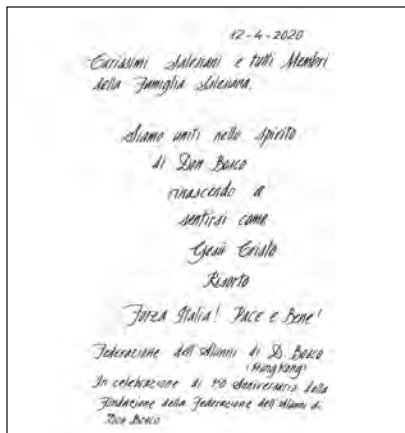 12-4-2020
Carissimi Salesiani e tutti Membri
della Famiglia Salesiana.
Siamo uniti nello spirito
di Don Bosco
rinascendo a
sentirsi come
Gesù Cristo
Risorto
Forza Italia! Pace e Bene!
Federazione dell'Alunni di D. Bosco
(Hong Kong)
In celebrazione di 150 Anniversario della
Fondazione della Federazione dell'Alunni di
Don Bosco